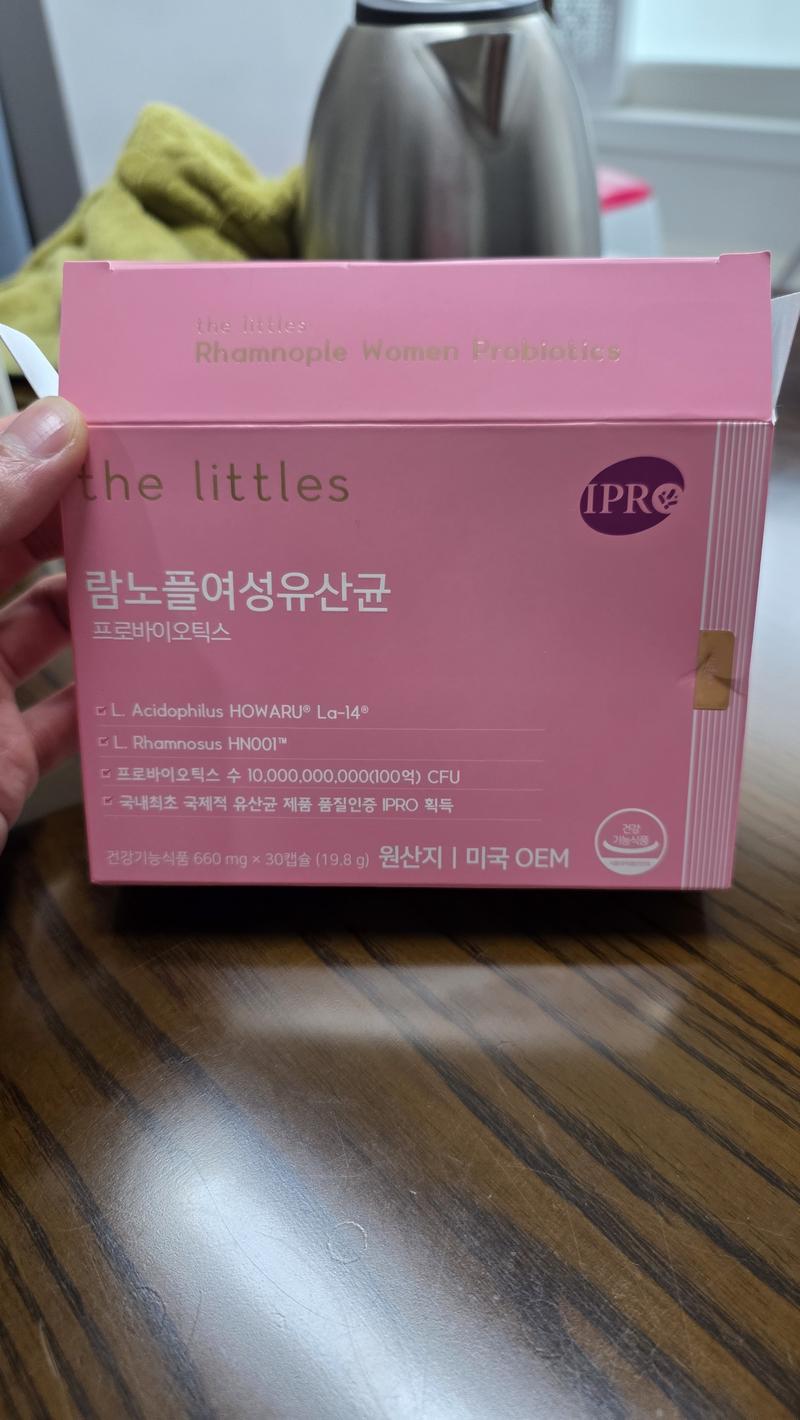 the littles
Rhamnople Women Probiotics
the littles
IPRO
람노플여성유산균
프로바이오틱스
L. Acidophilus HOWARU® La-14®
L. Rhamnosus HN001™
프로바이오틱스 수 10,000,000,000(100억) CFU
국내최초 국제적 유산균 제품 품질인증 IPRO 획득
건강기능식품 660 mg × 30캡슐 (19.8 g) 원산지 | 미국 OEM
건강
기능식품